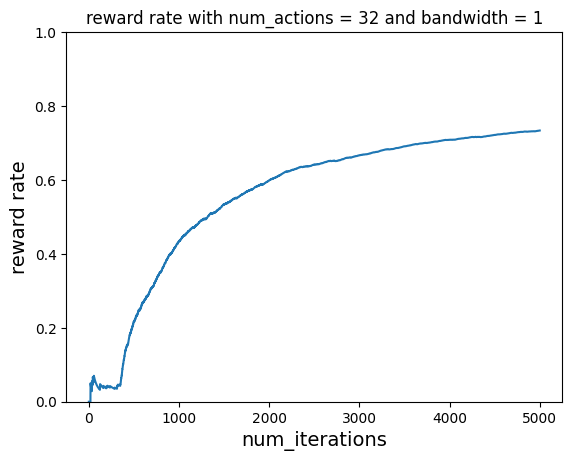 reward rate with num_actions = 32 and bandwidth = 1
1.0
0.8
0.6
0.4
0.2
0.0
reward rate
0 1000 2000 3000 4000 5000
num_iterations